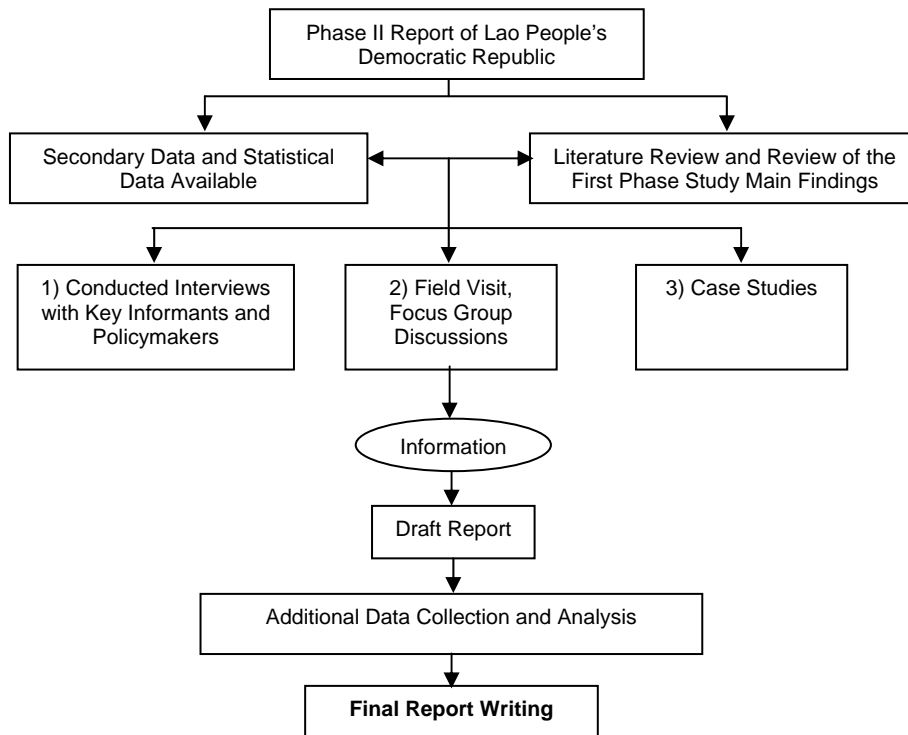 Phase II Report of Lao People’s
Democratic Republic
Secondary Data and Statistical
Data Available
Literature Review and Review of the
First Phase Study Main Findings
1) Conducted Interviews
with Key Informants and
Policymakers
2) Field Visit,
Focus Group
Discussions
3) Case Studies
Information
Draft Report
Additional Data Collection and Analysis
Final Report Writing